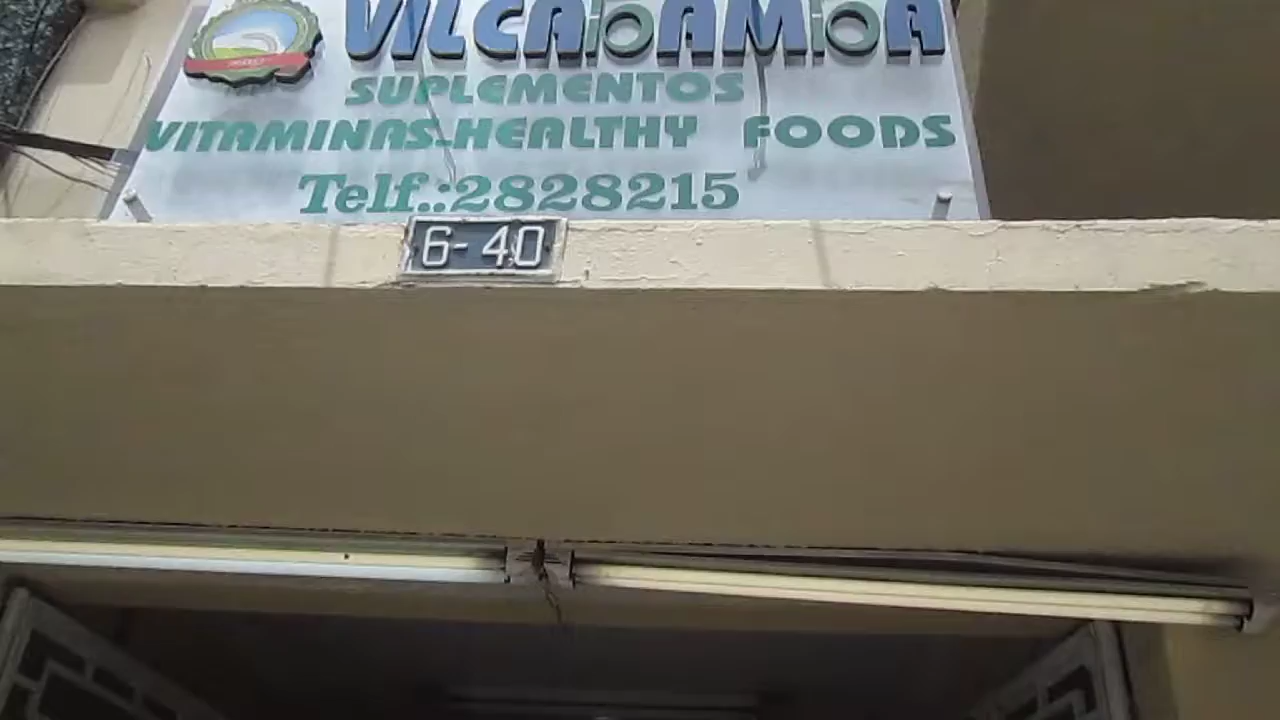 VILCABAMBA
SUPLEMENTOS
VITAMINAS-HEALTHY FOODS
Telf.:2828215
6-40